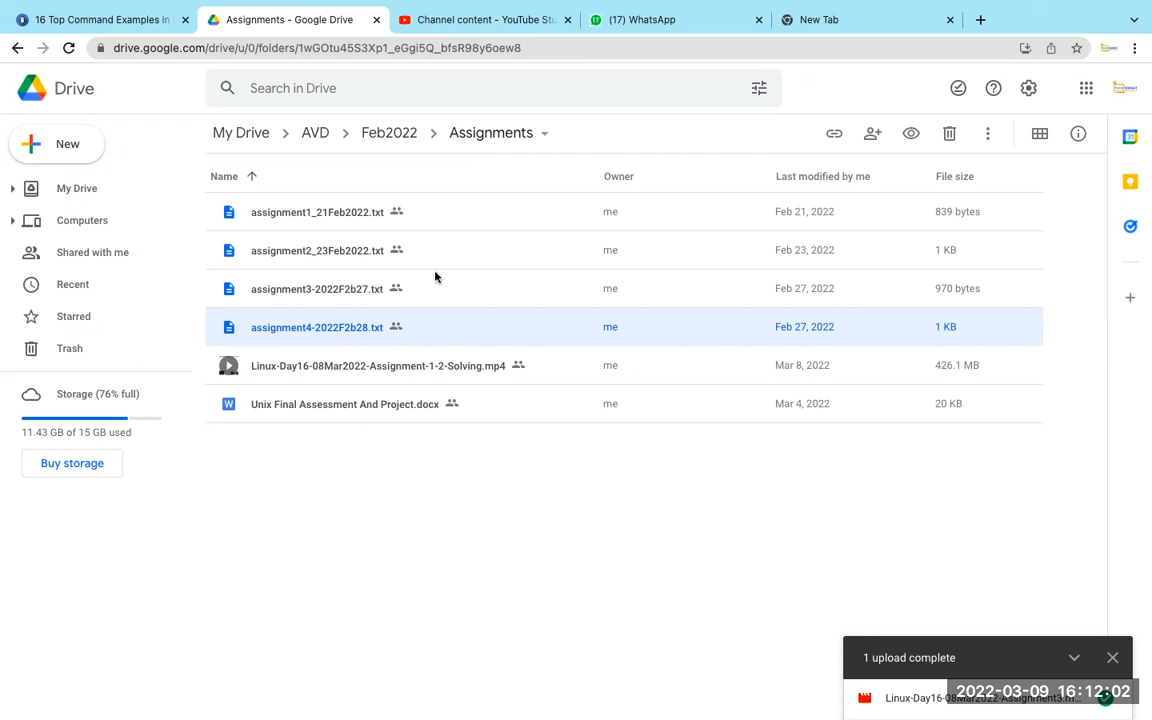 16 Top Command Examples in
Assignments - Google Drive
Channel content - YouTube Stu
(17) WhatsApp
New Tab
drive.google.com/drive/u/0/folders/1wGOtu45S3Xp1_eGgi5Q_bfsR98y6oew8
Drive
Search in Drive
New
My Drive
Computers
Shared with me
Recent
Starred
Trash
Storage (76% full)
11.43 GB of 15 GB used
Buy storage
My Drive > AVD > Feb2022 > Assignments
Name Owner Last modified by me File size
assignment1_21Feb2022.txt me Feb 21, 2022 839 bytes
assignment2_23Feb2022.txt me Feb 23, 2022 1 KB
assignment3-2022F2b27.txt me Feb 27, 2022 970 bytes
assignment4-2022F2b28.txt me Feb 27, 2022 1 KB
Linux-Day16-08Mar2022-Assignment-1-2-Solving.mp4 me Mar 8, 2022 426.1 MB
W Unix Final Assessment And Project.docx me Mar 4, 2022 20 KB
1 upload complete
Linux-Day16-08Mar2022-Assignment3.m...
2022-03-09 16:12:02